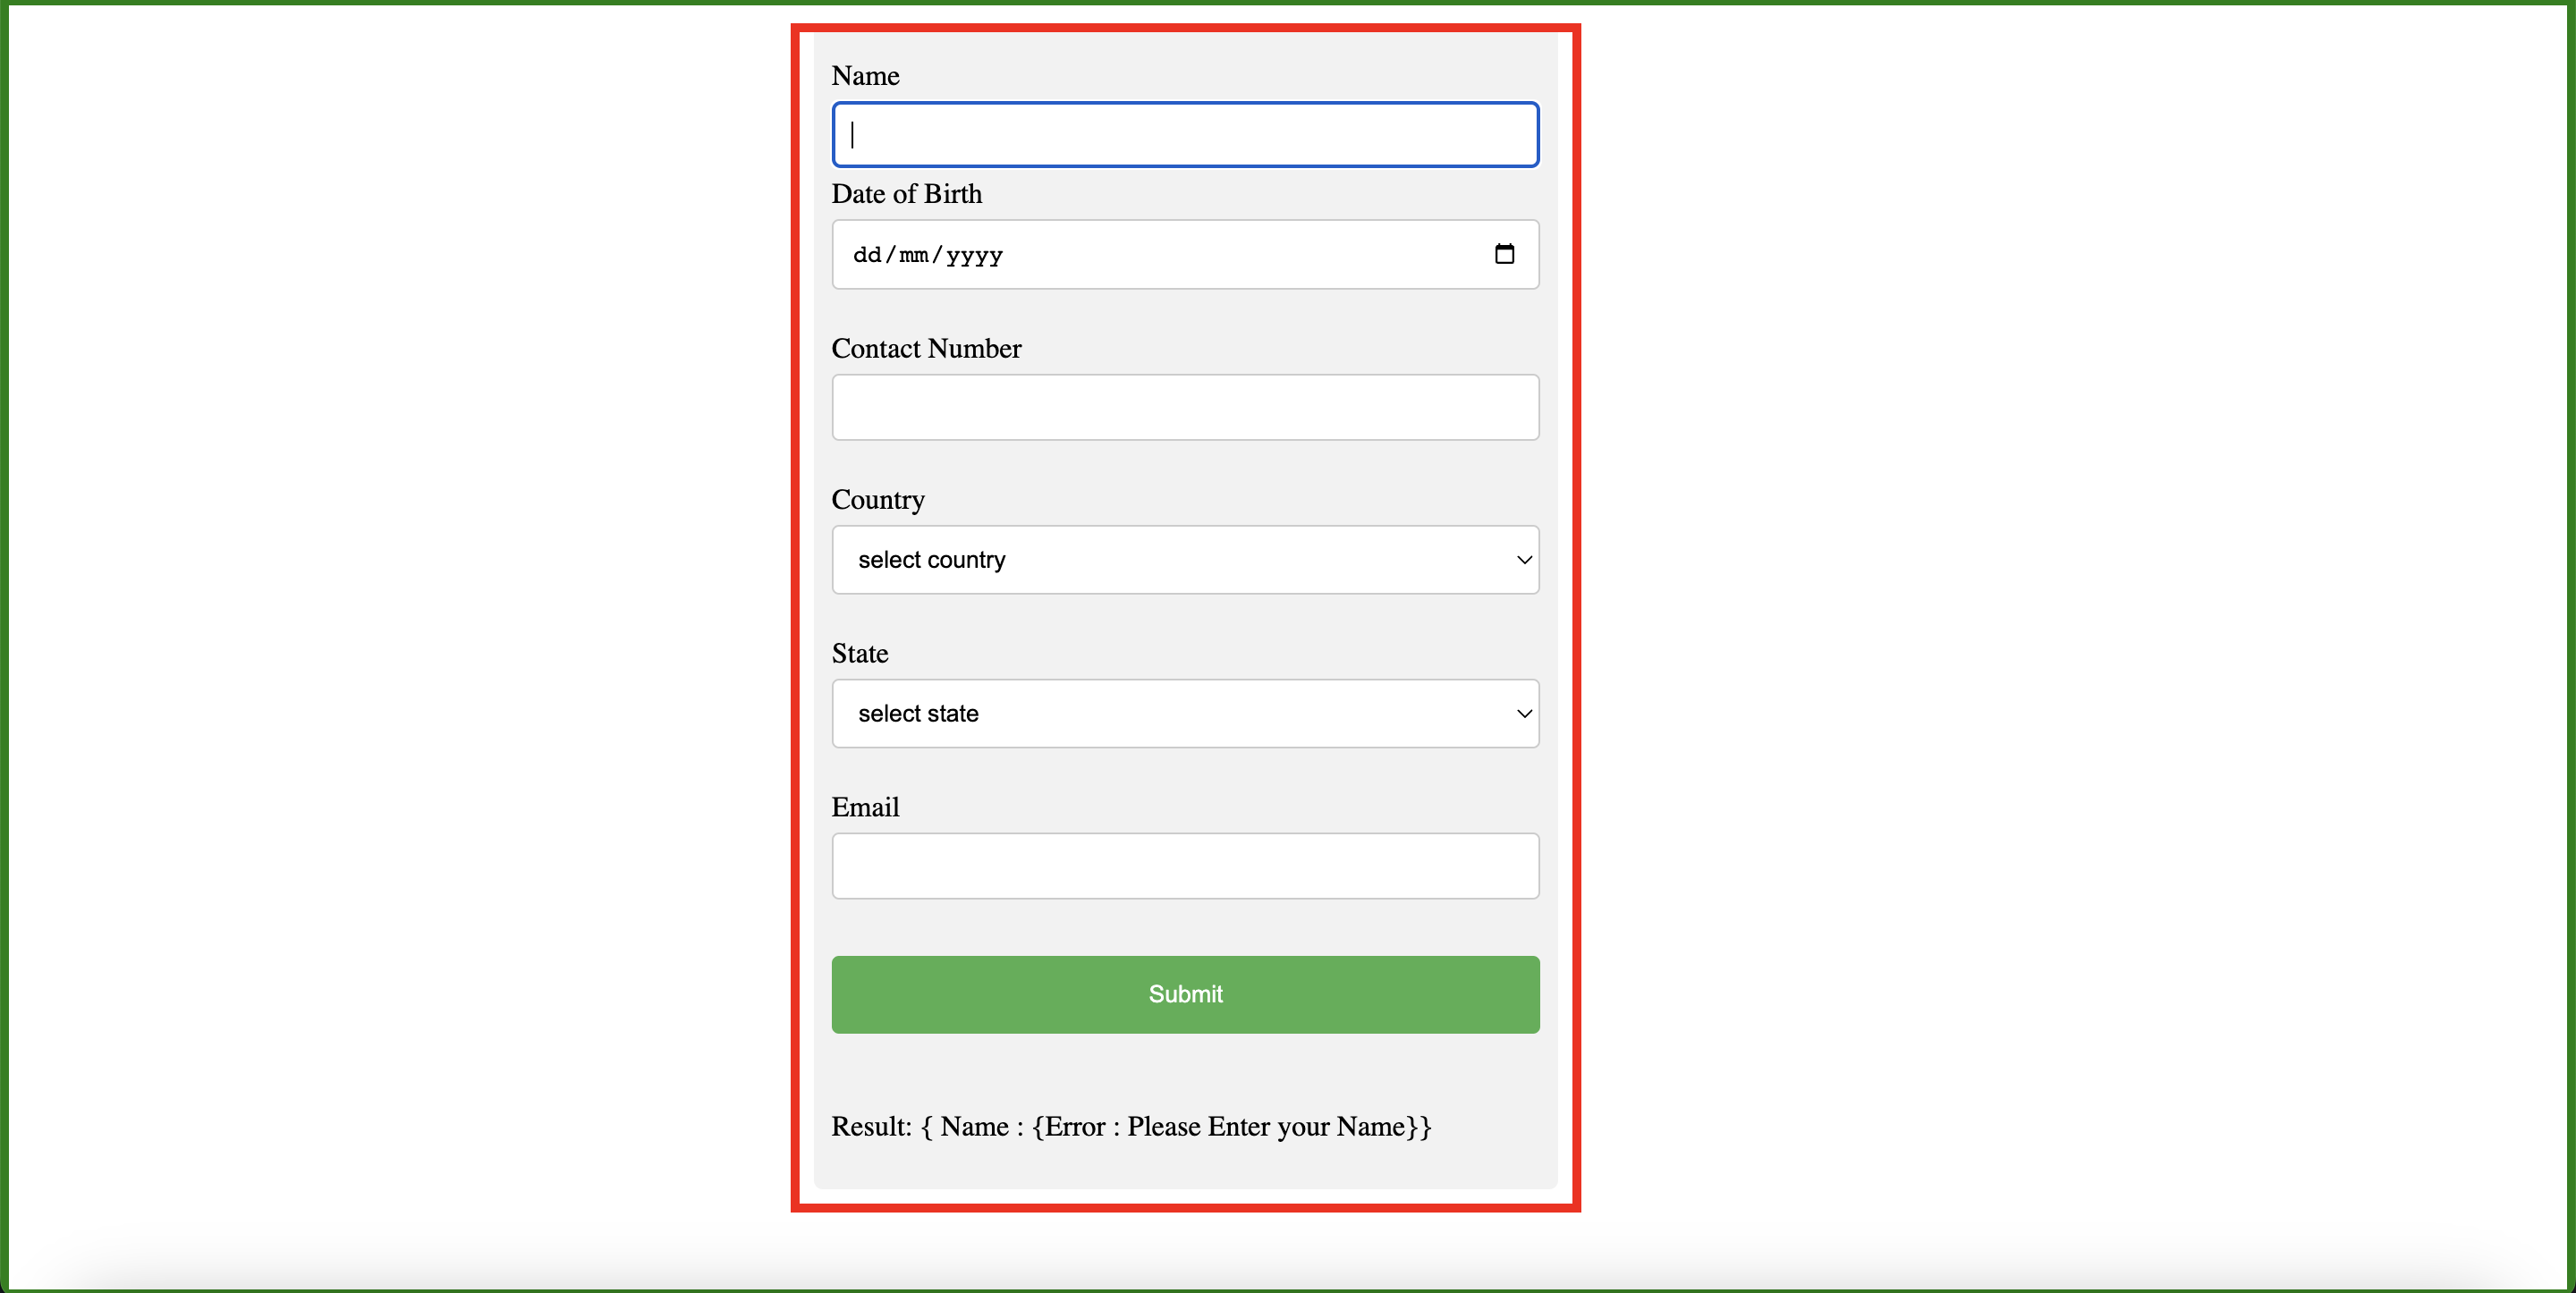 Name
Date of Birth
dd/mm/yyyy
Contact Number
Country
select country
State
select state
Email
Submit
Result: { Name : {Error : Please Enter your Name}}